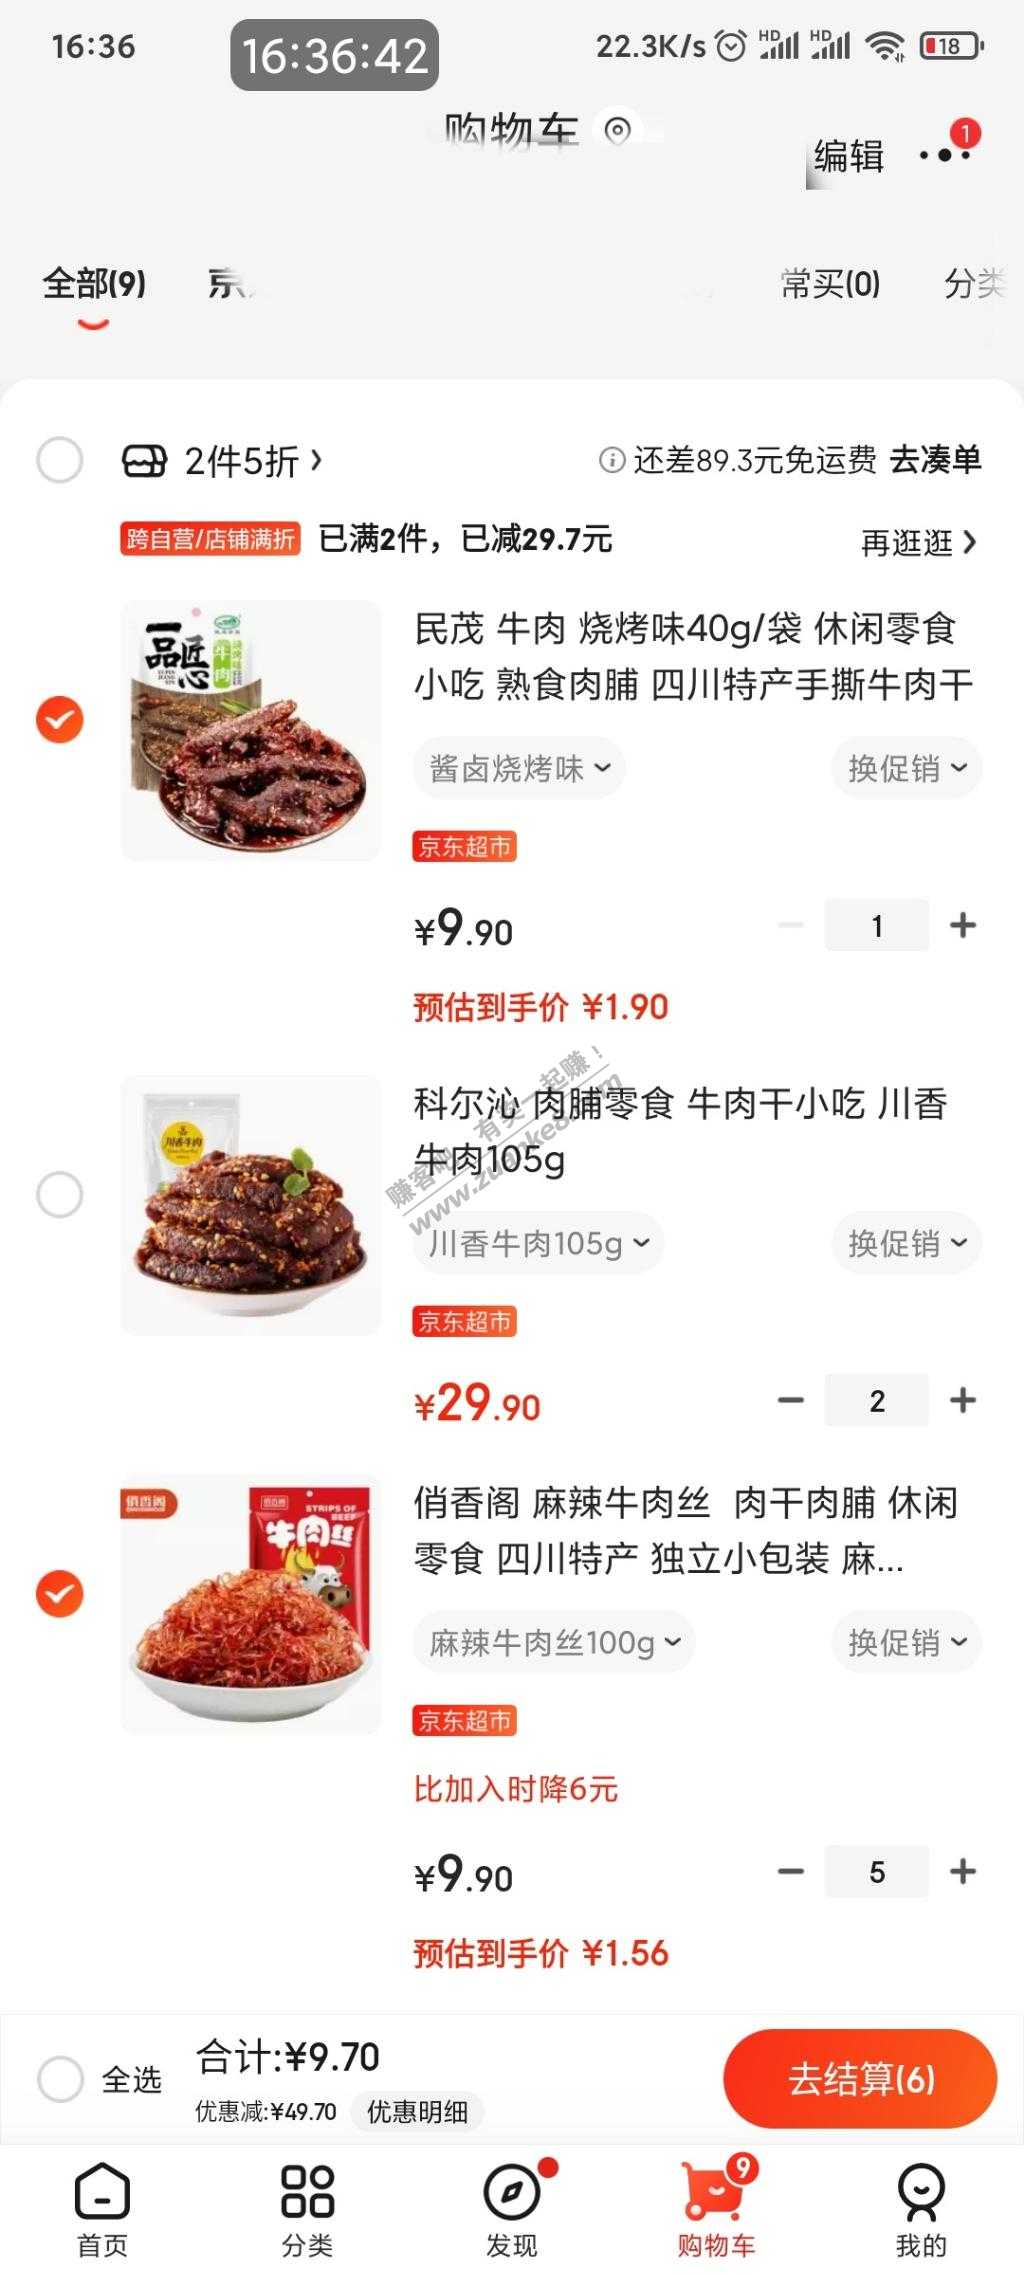 16:36
16:36:42
22.3K/s HD HD 18
购物车
编辑
1
全部(9)
京
常买(0)
分类
2件5折
还差89.3元免运费 去凑单
跨自营/店铺满折 已满2件，已减29.7元
再逛逛
一品匠心
牛肉
民茂 牛肉 烧烤味40g/袋 休闲零食
小吃 熟食肉脯 四川特产手撕牛肉干
酱卤烧烤味
换促销
京东超市
¥9.90
1
预估到手价 ¥1.90
川香牛肉
科尔沁 肉脯零食 牛肉干小吃 川香
牛肉105g
赚客吧 有奖一起赚！
www.zuanke8.com
川香牛肉105g
换促销
京东超市
¥29.90
2
俏香阁
俏香阁
STRIPS OF
BEEF
牛肉丝
俏香阁 麻辣牛肉丝 肉干肉脯 休闲
零食 四川特产 独立小包装 麻...
麻辣牛肉丝100g
换促销
京东超市
比加入时降6元
¥9.90
5
预估到手价 ¥1.56
全选
合计:¥9.70
优惠减:¥49.70 优惠明细
去结算(6)
9
首页
分类
发现
购物车
我的